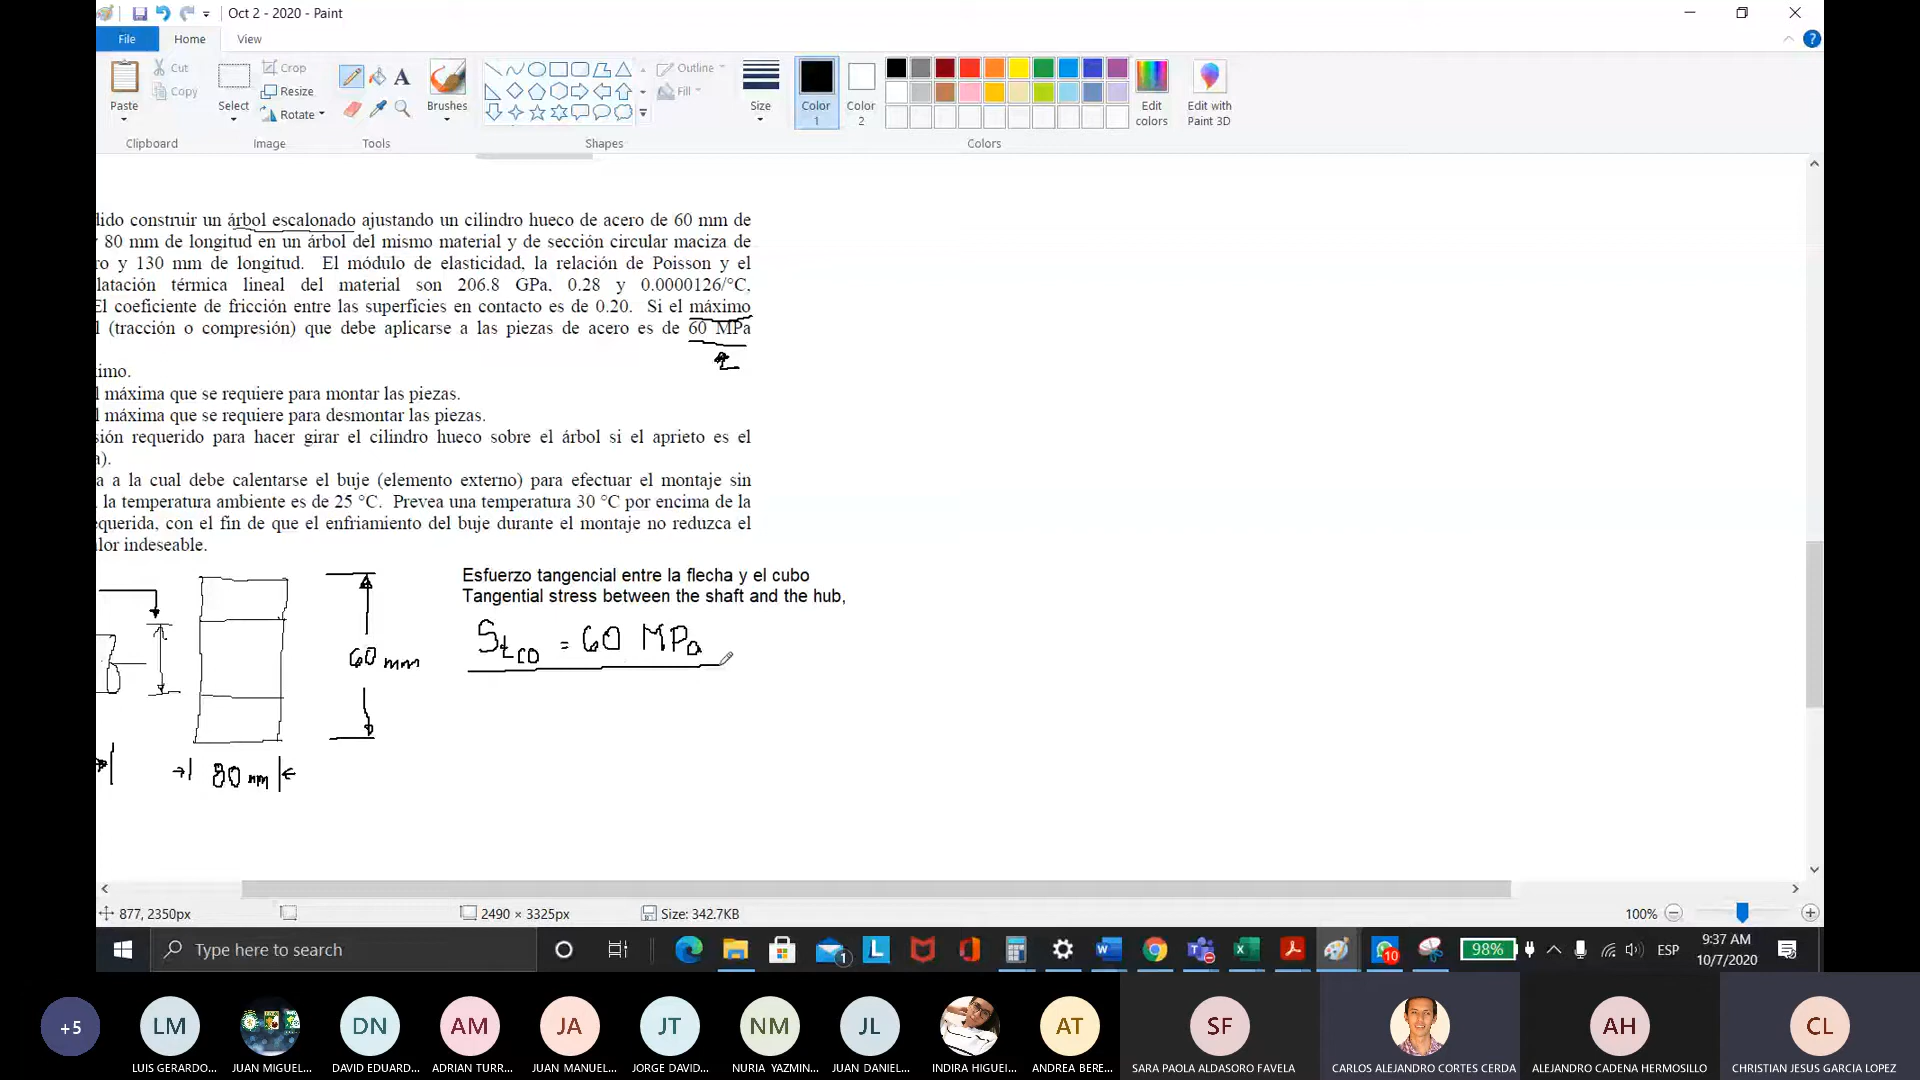 Oct 2 - 2020 - Paint
File Home View
Paste
Cut
Copy
Clipboard
Select
Crop
Resize
Rotate
Image
Tools
Brushes
Shapes
Outline
Fill
Size
Color 1
Color 2
Edit colors
Edit with Paint 3D
Colors
dido construir un árbol escalonado ajustando un cilindro hueco de acero de 60 mm de
y 80 mm de longitud en un árbol del mismo material y de sección circular maciza de
ro y 130 mm de longitud. El módulo de elasticidad, la relación de Poisson y el
latación térmica lineal del material son 206.8 GPa, 0.28 y 0.0000126/°C,
El coeficiente de fricción entre las superficies en contacto es de 0.20. Si el máximo
l (tracción o compresión) que debe aplicarse a las piezas de acero es de 60 MPa
imo.
l máxima que se requiere para montar las piezas.
l máxima que se requiere para desmontar las piezas.
sión requerido para hacer girar el cilindro hueco sobre el árbol si el aprieto es el
a).
a a la cual debe calentarse el buje (elemento externo) para efectuar el montaje sin
la temperatura ambiente es de 25 °C. Prevea una temperatura 30 °C por encima de la
equerida, con el fin de que el enfriamiento del buje durante el montaje no reduzca el
lor indeseable.
Esfuerzo tangencial entre la flecha y el cubo
Tangential stress between the shaft and the hub,
Stco = 60 MPa
60 mm
80 mm
877, 2350px
2490 × 3325px
Size: 342.7KB
100%
Type here to search
1
L
10
98%
ESP
9:37 AM
10/7/2020
+5
LM
DN
AM
JA
JT
NM
JL
AT
SF
AH
CL
LUIS GERARDO...
JUAN MIGUEL...
DAVID EDUARD...
ADRIAN TURR...
JUAN MANUEL...
JORGE DAVID...
NURIA YAZMIN...
JUAN DANIEL...
INDIRA HIGUEI...
ANDREA BERE...
SARA PAOLA ALDASORO FAVELA
CARLOS ALEJANDRO CORTES CERDA
ALEJANDRO CADENA HERMOSILLO
CHRISTIAN JESUS GARCIA LOPEZ